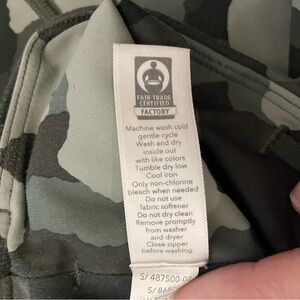 FAIR TRADE
CERTIFIED
FACTORY
Machine wash cold
gentle cycle
Wash and dry
inside out
with like colors
Tumble dry low
Cool iron
Only non-chlorine
bleach when needed
Do not use
fabric softener
Do not dry clean
Remove promptly
from washer
and dryer
Close zipper
before washing.
S/ 487500-02
S/